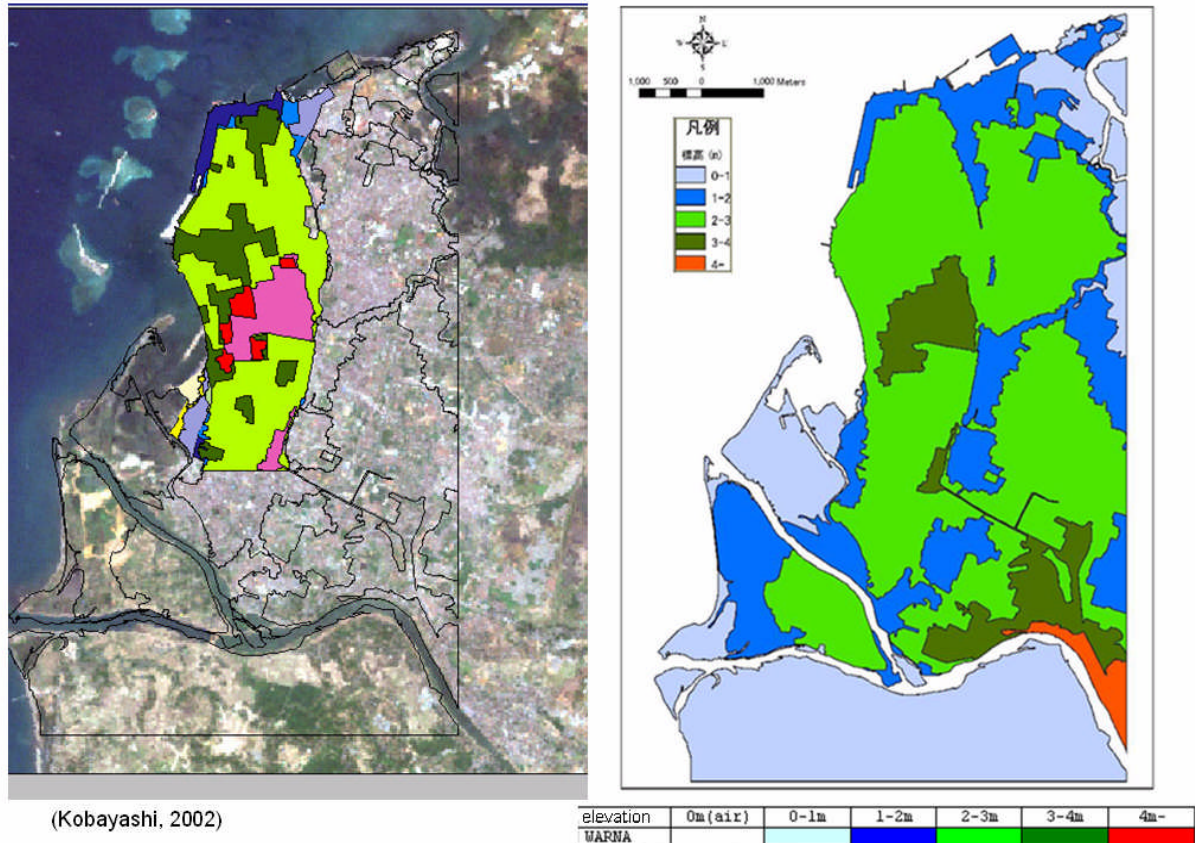 N
W E
S
1,000 500 0 1,000 Meters
凡例
標高 (m)
0-1
1-2
2-3
3-4
4-
(Kobayashi, 2002)
elevation 0m(air) 0-1m 1-2m 2-3m 3-4m 4m-
WARNA